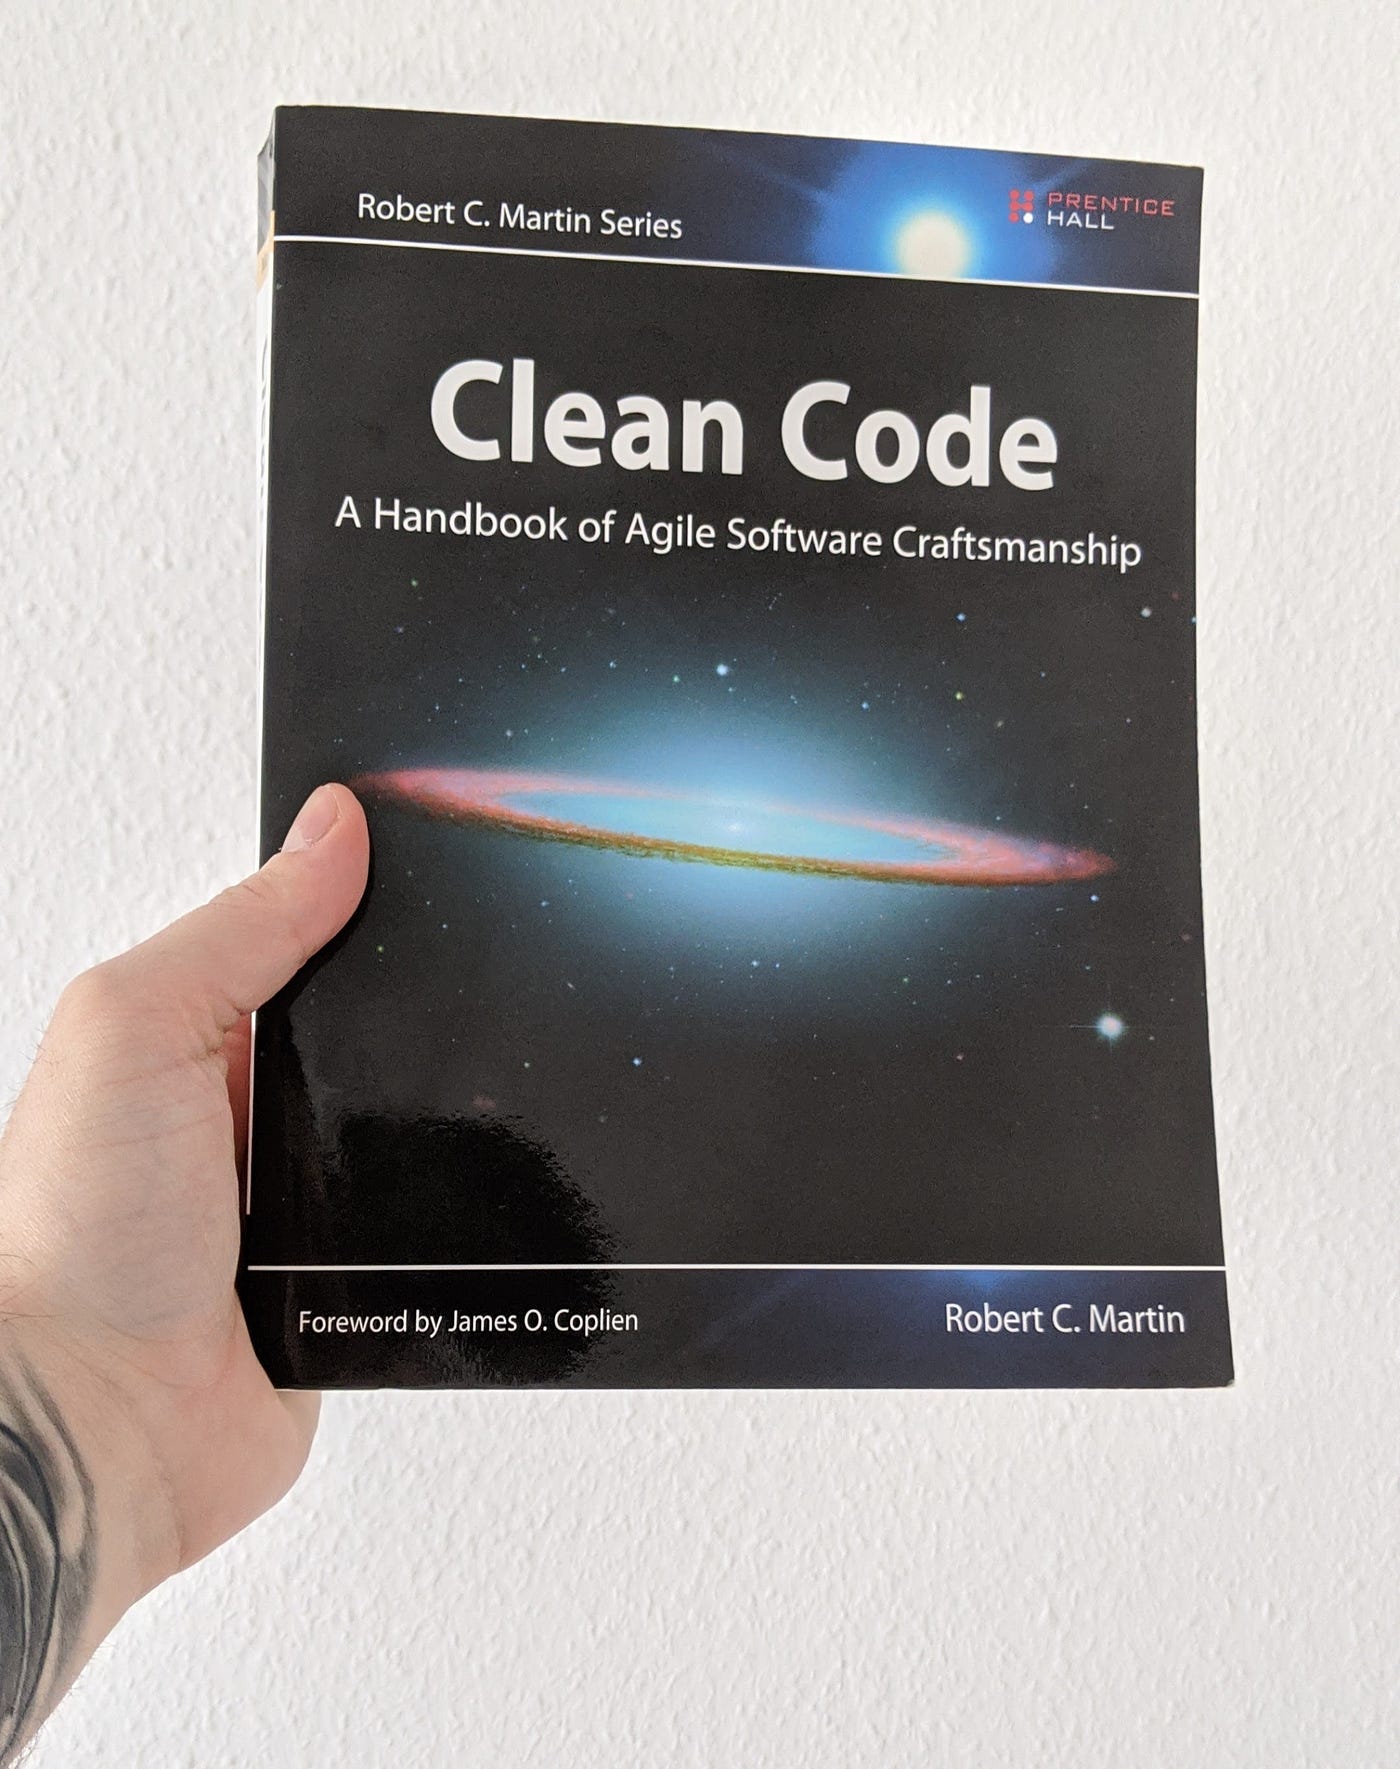 Robert C. Martin Series
PRENTICE
HALL
Clean Code
A Handbook of Agile Software Craftsmanship
Foreword by James O. Coplien
Robert C. Martin